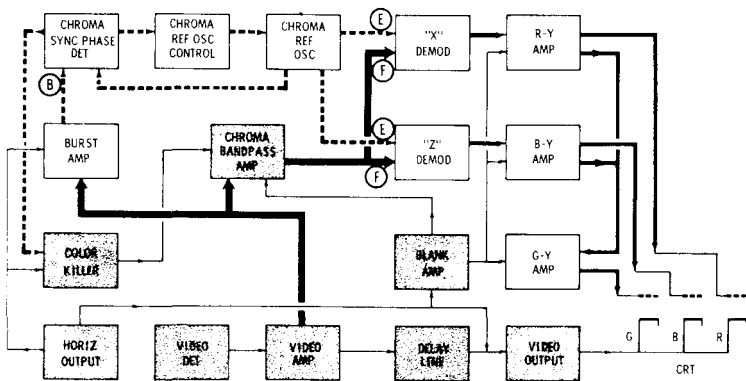 CHROMA
SYNC PHASE
DET
CHROMA
REF OSC
CONTROL
CHROMA
REF
OSC
E
F
"X"
DEMOD
R-Y
AMP
B
BURST
AMP
CHROMA
BANDPASS
AMP
E
F
"Z"
DEMOD
B-Y
AMP
COLOR
KILLER
BLANK
AMP
G-Y
AMP
HORIZ
OUTPUT
VIDEO
DET
VIDEO
AMP
DELAY
LINE
VIDEO
OUTPUT
G
B
R
CRT